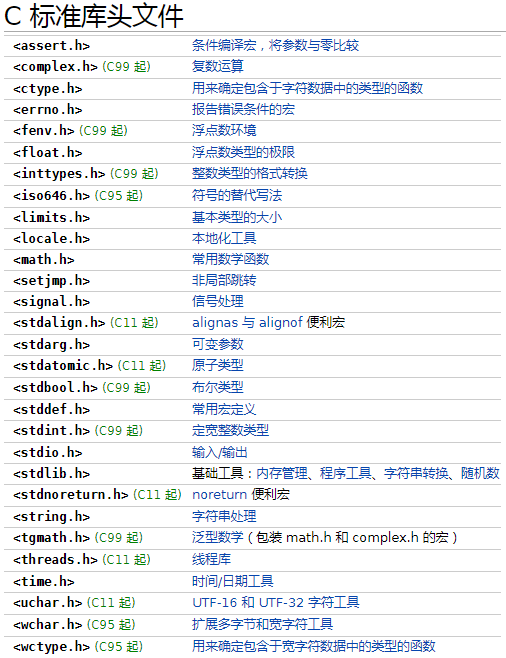 C 标准库头文件
<assert.h> 条件编译宏，将参数与零比较
<complex.h> (C99 起) 复数运算
<ctype.h> 用来确定包含于字符数据中的类型的函数
<errno.h> 报告错误条件的宏
<fenv.h> (C99 起) 浮点数环境
<float.h> 浮点数类型的极限
<inttypes.h> (C99 起) 整数类型的格式转换
<iso646.h> (C95 起) 符号的替代写法
<limits.h> 基本类型的大小
<locale.h> 本地化工具
<math.h> 常用数学函数
<setjmp.h> 非局部跳转
<signal.h> 信号处理
<stdalign.h> (C11 起) alignas 与 alignof 便利宏
<stdarg.h> 可变参数
<stdatomic.h> (C11 起) 原子类型
<stdbool.h> (C99 起) 布尔类型
<stddef.h> 常用宏定义
<stdint.h> (C99 起) 定宽整数类型
<stdio.h> 输入/输出
<stdlib.h> 基础工具：内存管理、程序工具、字符串转换、随机数
<stdnoreturn.h> (C11 起) noreturn 便利宏
<string.h> 字符串处理
<tgmath.h> (C99 起) 泛型数学（包装 math.h 和 complex.h 的宏）
<threads.h> (C11 起) 线程库
<time.h> 时间/日期工具
<uchar.h> (C11 起) UTF-16 和 UTF-32 字符工具
<wchar.h> (C95 起) 扩展多字节和宽字符工具
<wctype.h> (C95 起) 用来确定包含于宽字符数据中的类型的函数